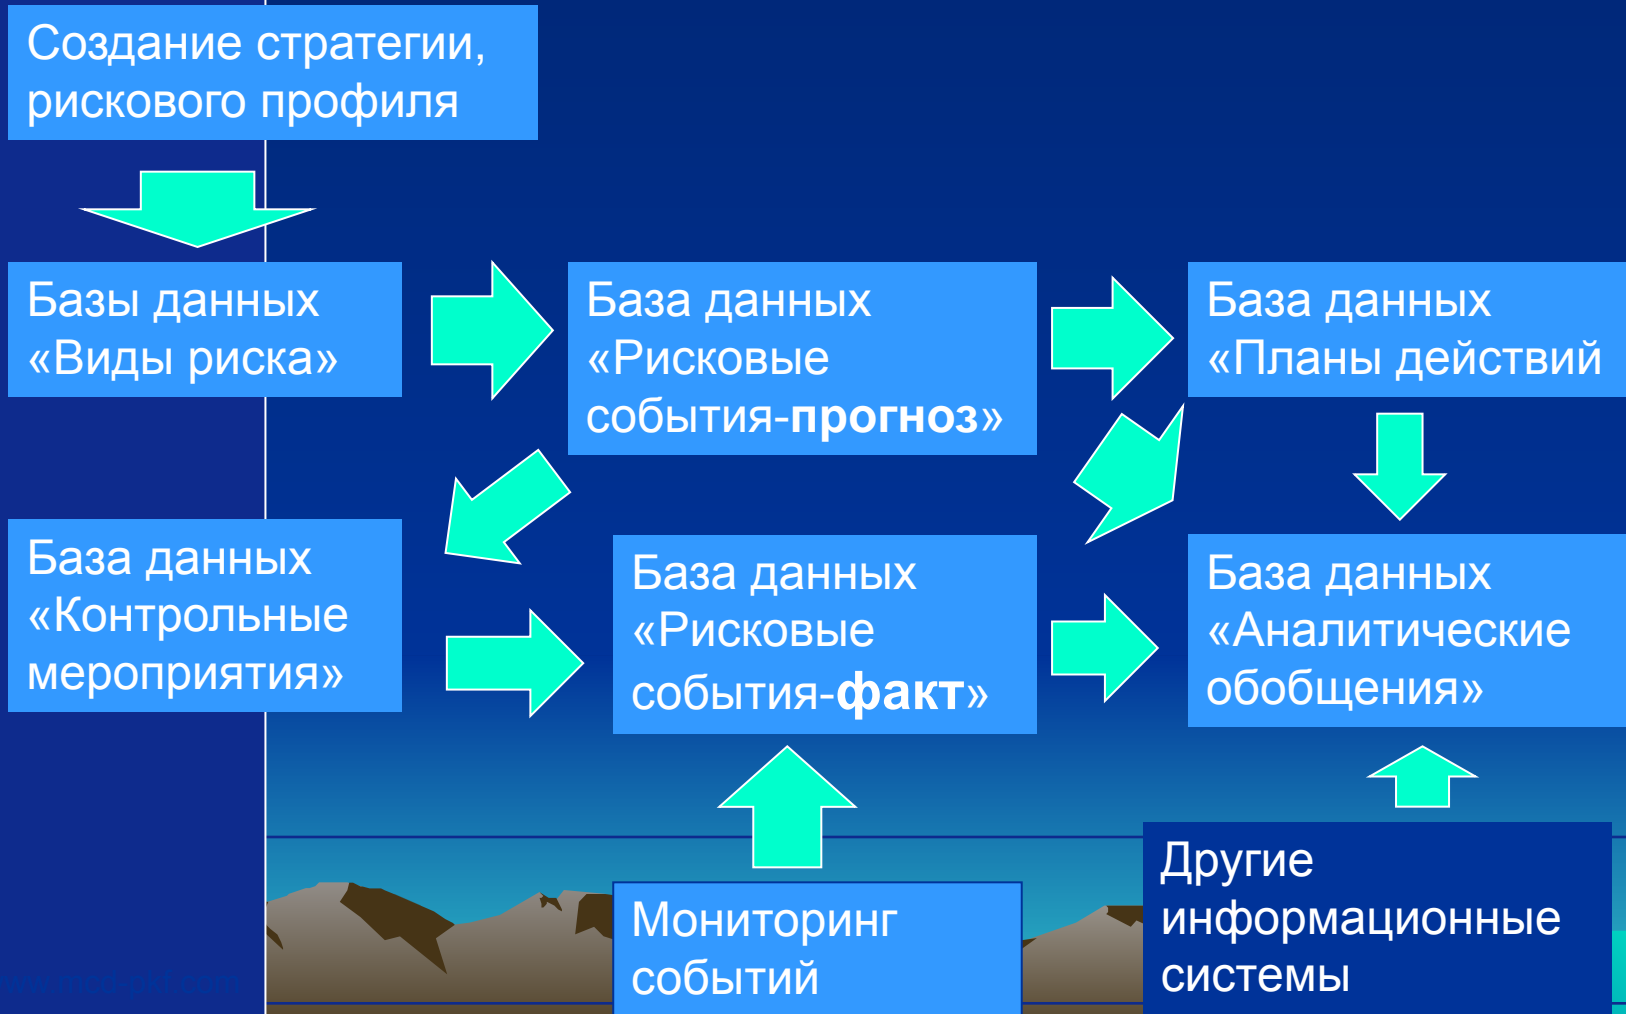 Создание стратегии,
рискового профиля
Базы данных
«Виды риска»
База данных
«Рисковые
события-прогноз»
База данных
«Планы действий
База данных
«Контрольные
мероприятия»
База данных
«Рисковые
события-факт»
База данных
«Аналитические
обобщения»
Мониторинг
событий
Другие
информационные
системы